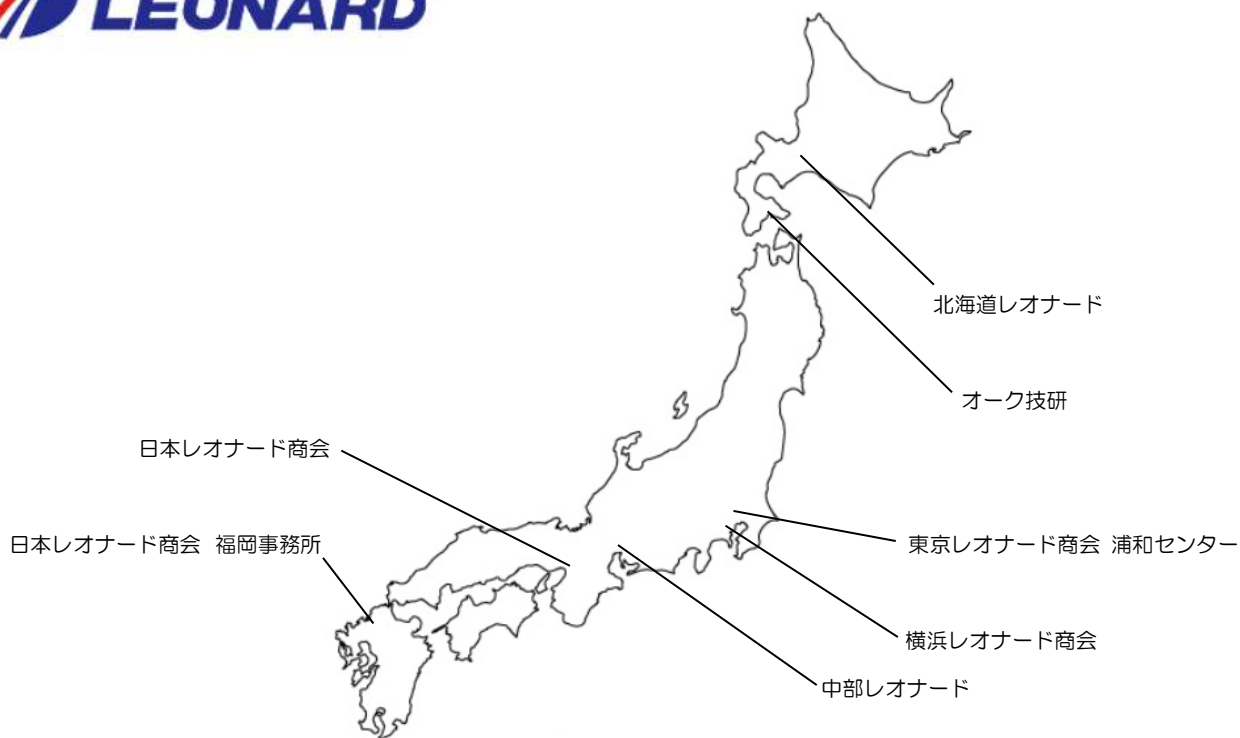 LEONARD
北海道レオナード
オーク技研
日本レオナード商会
日本レオナード商会 福岡事務所
東京レオナード商会 浦和センター
横浜レオナード商会
中部レオナード